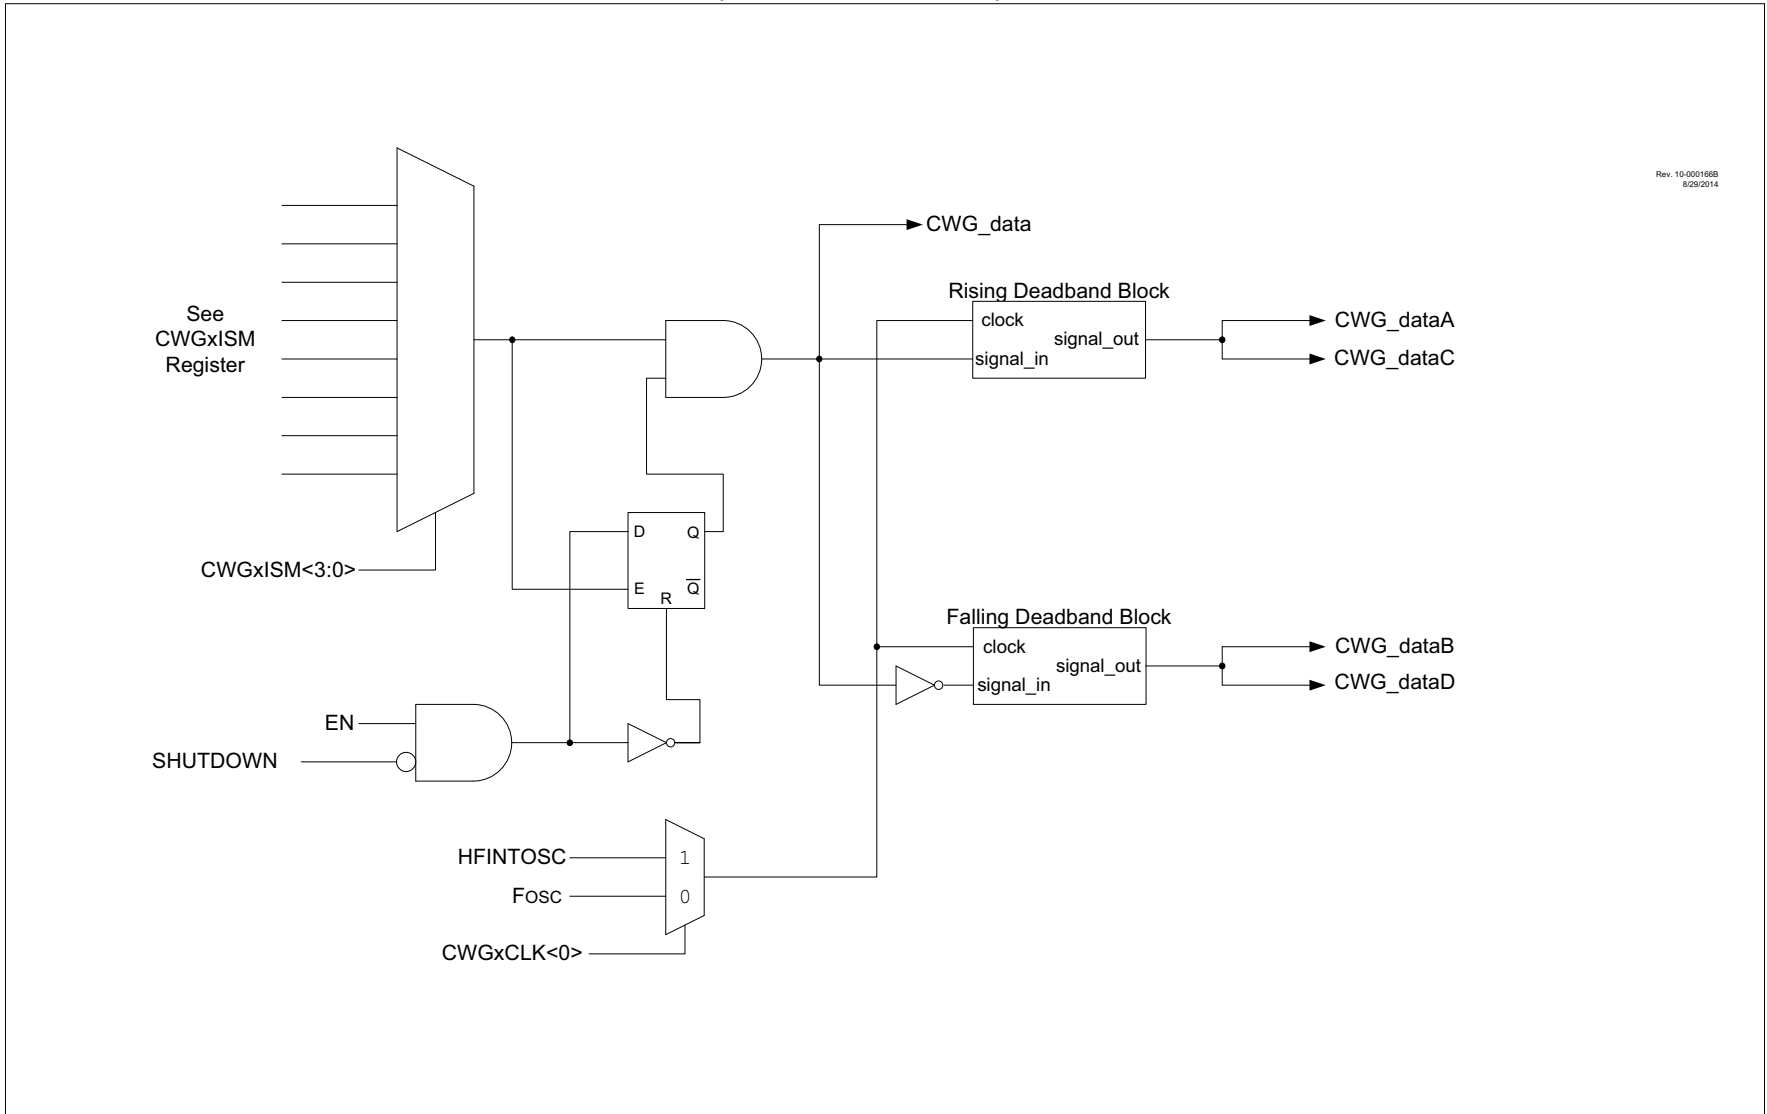 Rev. 10-000166B
8/29/2014
See
CWGxISM
Register
CWGxISM<3:0>
EN
SHUTDOWN
D
Q
E
Q̅
R
HFINTOSC
1
FOSC
0
CWGxCLK<0>
CWG_data
Rising Deadband Block
clock
signal_out
signal_in
CWG_dataA
CWG_dataC
Falling Deadband Block
clock
signal_out
signal_in
CWG_dataB
CWG_dataD